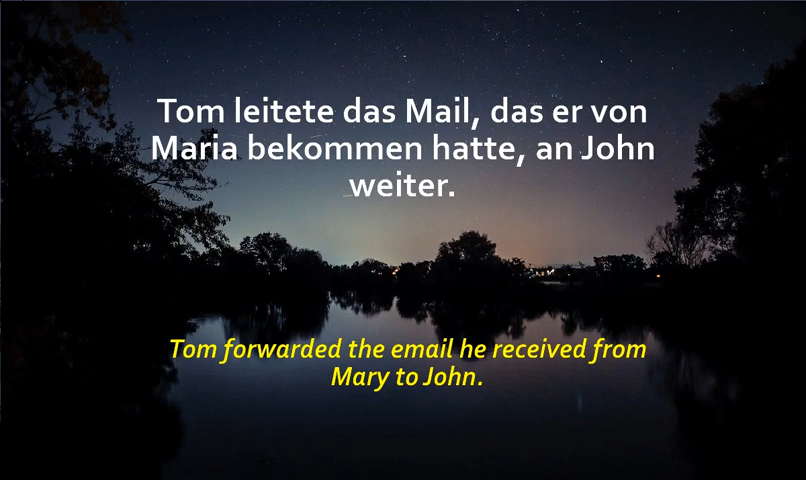 Tom leitete das Mail, das er von
Maria bekommen hatte, an John
weiter.
Tom forwarded the email he received from
Mary to John.